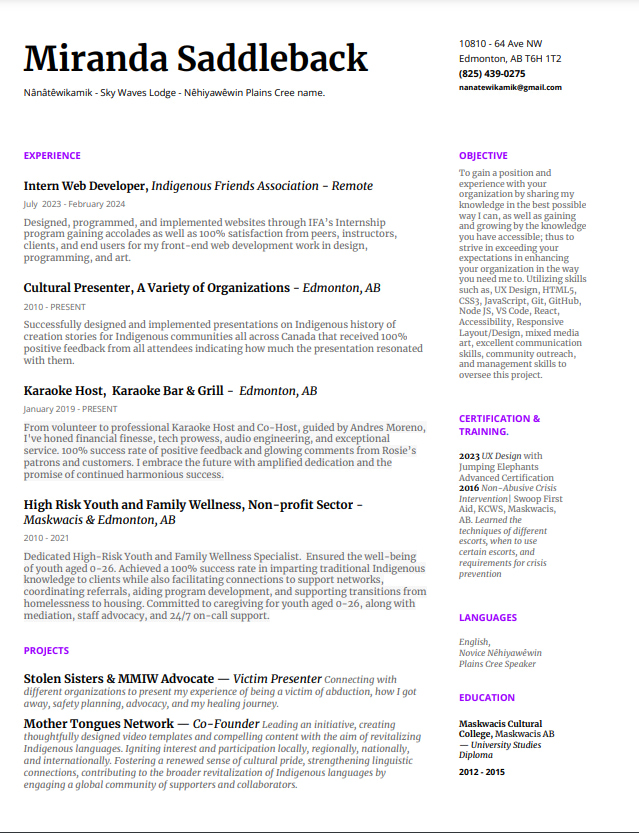 Miranda Saddleback
Nânâtêwikamik - Sky Waves Lodge - Nêhiyawêwin Plains Cree name.
10810 - 64 Ave NW
Edmonton, AB T6H 1T2
(825) 439-0275
nanatewikamik@gmail.com
EXPERIENCE
Intern Web Developer, Indigenous Friends Association - Remote
July 2023 - February 2024
Designed, programmed, and implemented websites through IFA's Internship
program gaining accolades as well as 100% satisfaction from peers, instructors,
clients, and end users for my front-end web development work in design,
programming, and art.
Cultural Presenter, A Variety of Organizations - Edmonton, AB
2010 - PRESENT
Successfully designed and implemented presentations on Indigenous history of
creation stories for Indigenous communities all across Canada that received 100%
positive feedback from all attendees indicating how much the presentation resonated
with them.
Karaoke Host, Karaoke Bar & Grill - Edmonton, AB
January 2019 - PRESENT
From volunteer to professional Karaoke Host and Co-Host, guided by Andres Moreno,
I've honed financial finesse, tech prowess, audio engineering, and exceptional
service. 100% success rate of positive feedback and glowing comments from Rosie's
patrons and customers. I embrace the future with amplified dedication and the
promise of continued harmonious success.
High Risk Youth and Family Wellness, Non-profit Sector -
Maskwacis & Edmonton, AB
2010 - 2021
Dedicated High-Risk Youth and Family Wellness Specialist. Ensured the well-being
of youth aged 0-26. Achieved a 100% success rate in imparting traditional Indigenous
knowledge to clients while also facilitating connections to support networks,
coordinating referrals, aiding program development, and supporting transitions from
homelessness to housing. Committed to caregiving for youth aged 0-26, along with
mediation, staff advocacy, and 24/7 on-call support.
PROJECTS
Stolen Sisters & MMIW Advocate — Victim Presenter Connecting with
different organizations to present my experience of being a victim of abduction, how I got
away, safety planning, advocacy, and my healing journey.
Mother Tongues Network — Co-Founder Leading an initiative, creating
thoughtfully designed video templates and compelling content with the aim of revitalizing
Indigenous languages. Igniting interest and participation locally, regionally, nationally,
and internationally. Fostering a renewed sense of cultural pride, strengthening linguistic
connections, contributing to the broader revitalization of Indigenous languages by
engaging a global community of supporters and collaborators.
OBJECTIVE
To gain a position and
experience with your
organization by sharing my
knowledge in the best possible
way I can, as well as gaining
and growing by the knowledge
you have accessible; thus to
strive in exceeding your
expectations in enhancing
your organization in the way
you need me to. Utilizing skills
such as, UX Design, HTML5,
CSS3, JavaScript, Git, GitHub,
Node JS, VS Code, React,
Accessibility, Responsive
Layout/Design, mixed media
art, excellent communication
skills, community outreach,
and management skills to
oversee this project.
CERTIFICATION &
TRAINING.
2023 UX Design with
Jumping Elephants
Advanced Certification
2016 Non-Abusive Crisis
Intervention| Swoop First
Aid, KCWS, Maskwacis,
AB. Learned the
techniques of different
escorts, when to use
certain escorts, and
requirements for crisis
prevention
LANGUAGES
English,
Novice Nêhiyawêwin
Plains Cree Speaker
EDUCATION
Maskwacis Cultural
College, Maskwacis AB
— University Studies
Diploma
2012 - 2015